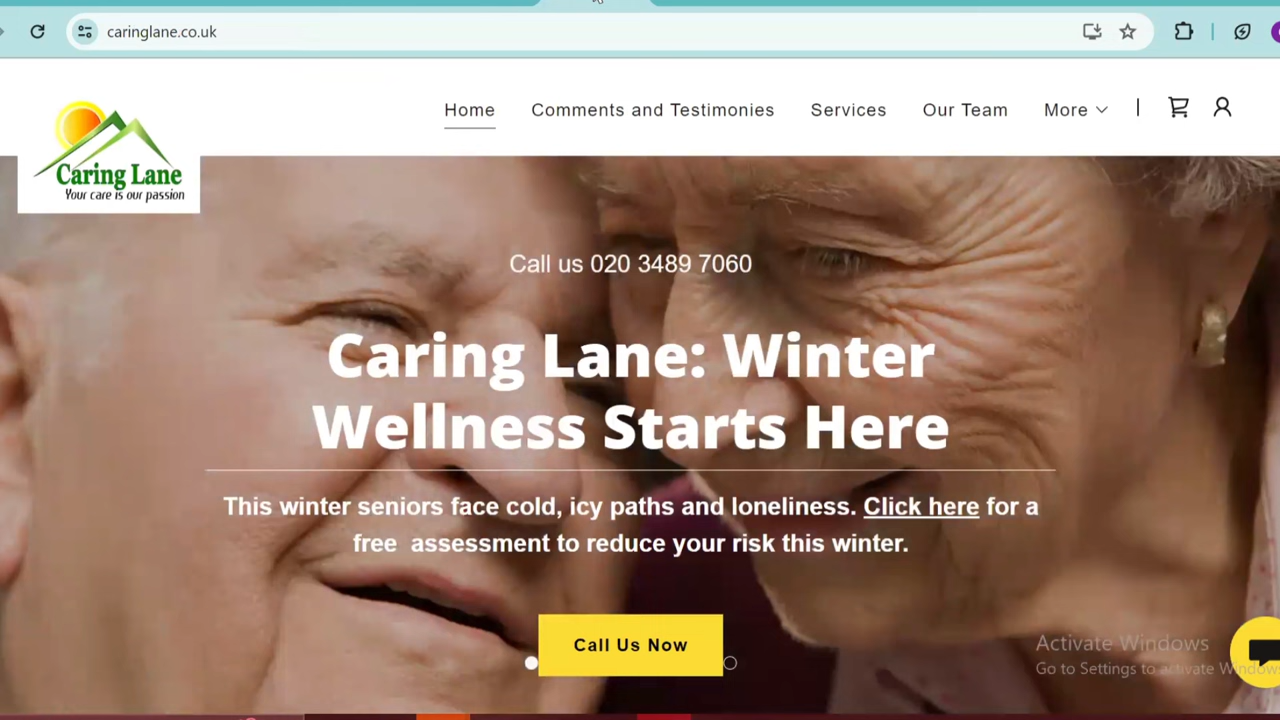 caringlane.co.uk
Home Comments and Testimonies Services Our Team More
Caring Lane
Your care is our passion
Call us 020 3489 7060
Caring Lane: Winter
Wellness Starts Here
This winter seniors face cold, icy paths and loneliness. Click here for a
free assessment to reduce your risk this winter.
Call Us Now
Activate Windows
Go to Settings to activate Windows